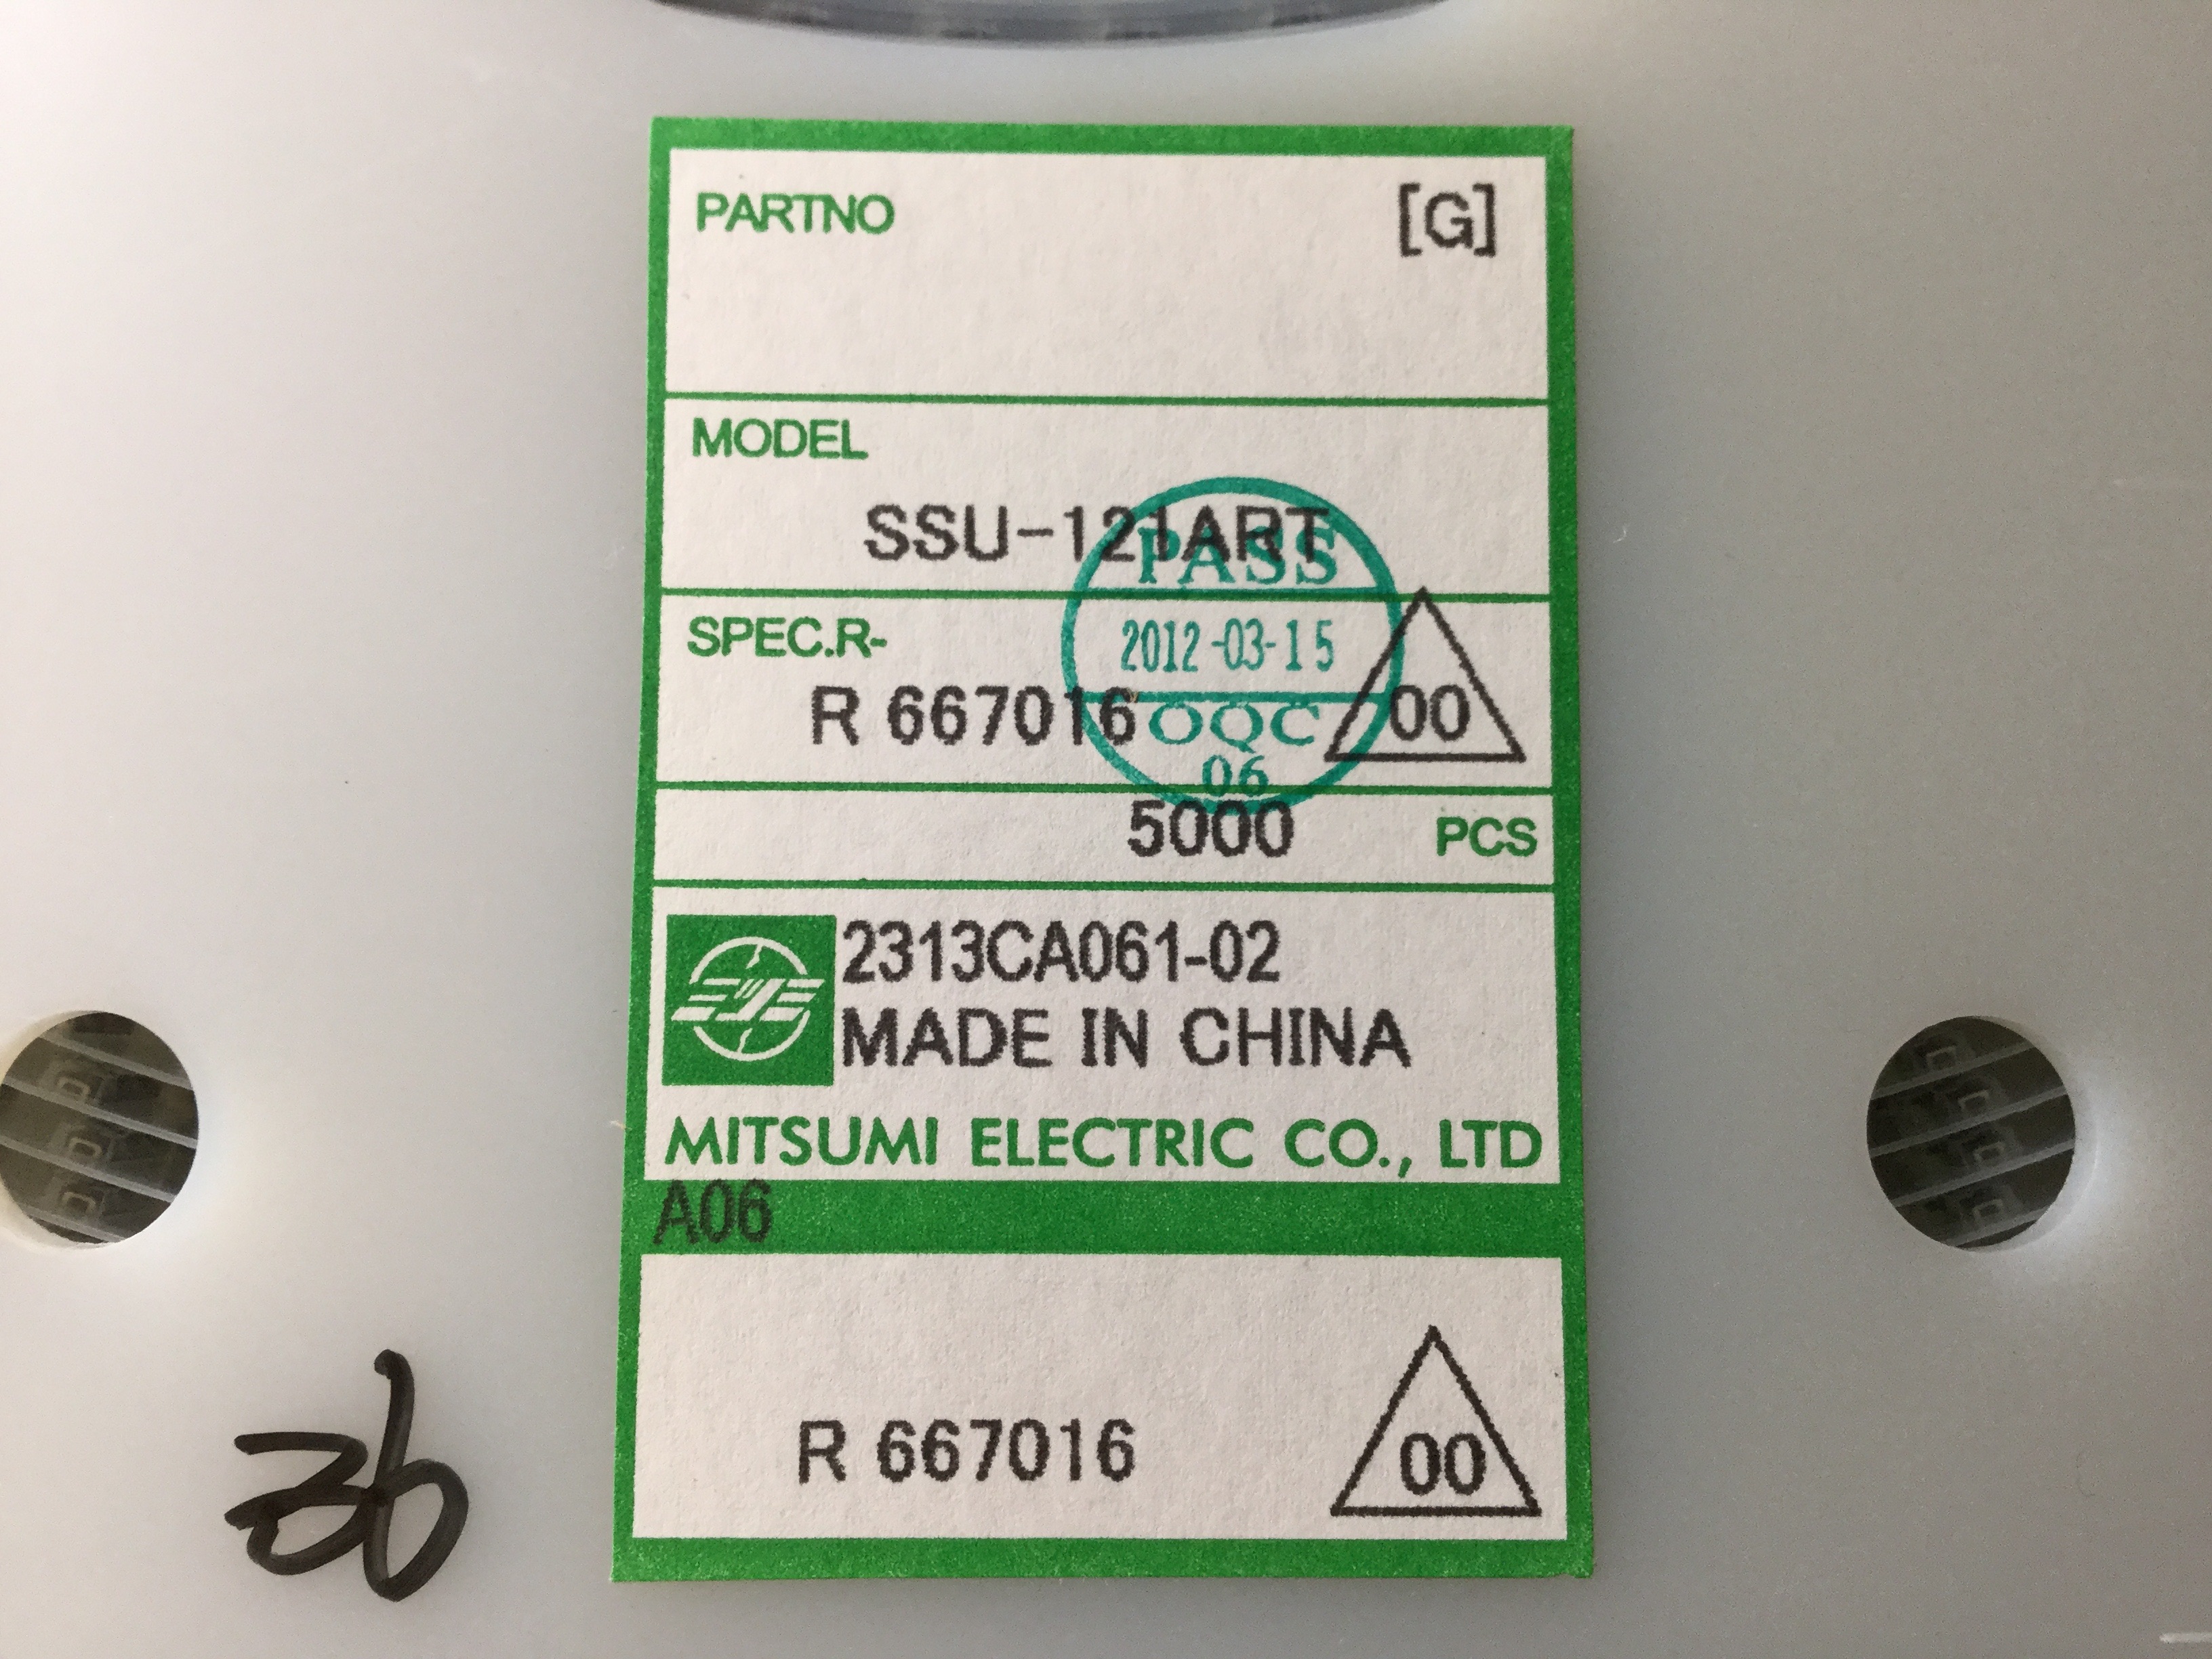 PARTNO [G]
MODEL
SSU-121ART
PASS
SPEC.R-
2012-03-15
R 667016 00
OQC
06
5000 PCS
2313CA061-02
MADE IN CHINA
MITSUMI ELECTRIC CO., LTD
A06
R 667016 00
36